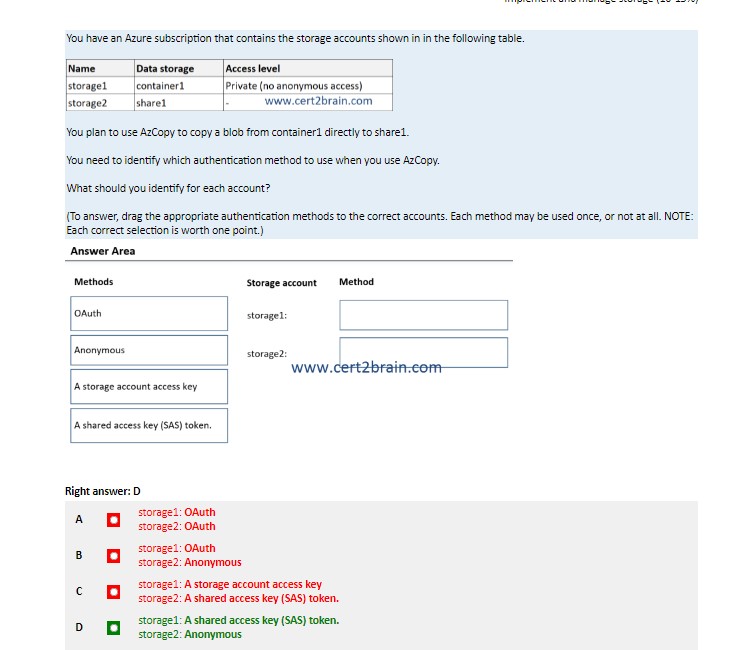 You have an Azure subscription that contains the storage accounts shown in in the following table.
Name Data storage Access level
storage1 container1 Private (no anonymous access)
storage2 share1 - www.cert2brain.com
You plan to use AzCopy to copy a blob from container1 directly to share1.
You need to identify which authentication method to use when you use AzCopy.
What should you identify for each account?
(To answer, drag the appropriate authentication methods to the correct accounts. Each method may be used once, or not at all. NOTE:
Each correct selection is worth one point.)
Answer Area
Methods Storage account Method
OAuth storage1:
Anonymous storage2:
www.cert2brain.com
A storage account access key
A shared access key (SAS) token.
Right answer: D
A storage1: OAuth
storage2: OAuth
B storage1: OAuth
storage2: Anonymous
C storage1: A storage account access key
storage2: A shared access key (SAS) token.
D storage1: A shared access key (SAS) token.
storage2: Anonymous